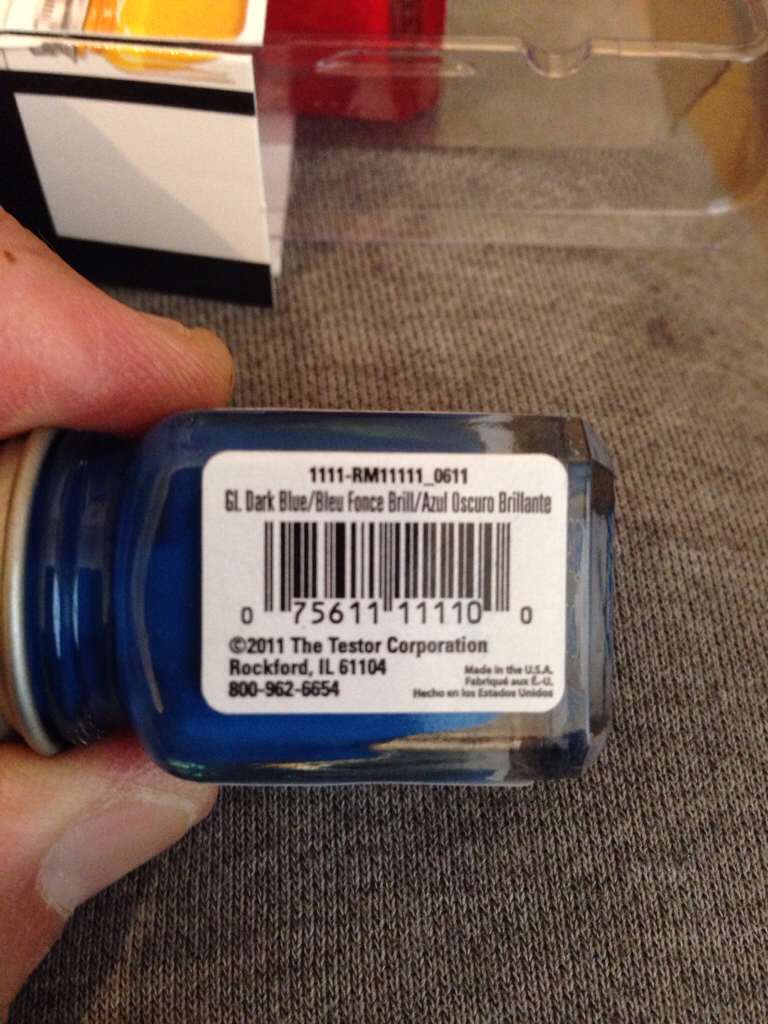 1111-RM11111_0611
Gl. Dark Blue/Bleu Fonce Brill/Azul Oscuro Brillante
0 75611 11110 0
©2011 The Testor Corporation
Rockford, IL 61104
800-962-6654
Made in the U.S.A.
Fabriqué aux É.-U.
Hecho en los Estados Unidos